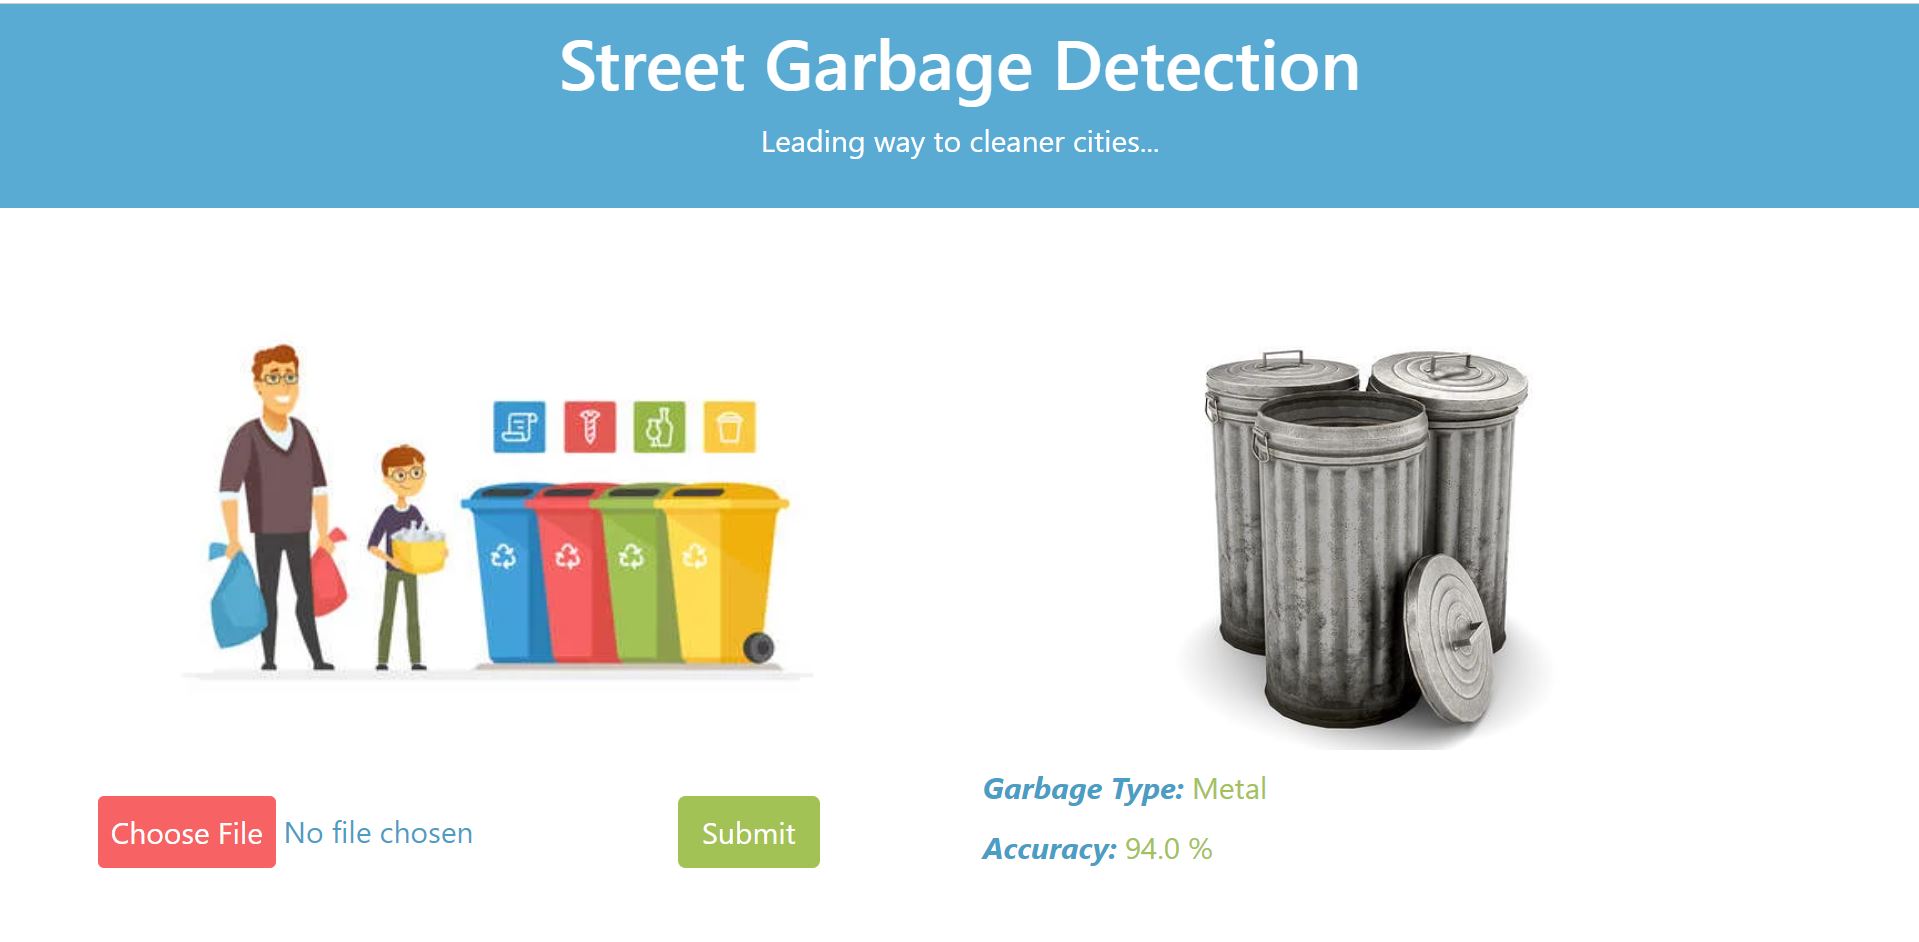 Street Garbage Detection
Leading way to cleaner cities...
Choose File No file chosen
Submit
Garbage Type: Metal
Accuracy: 94.0 %